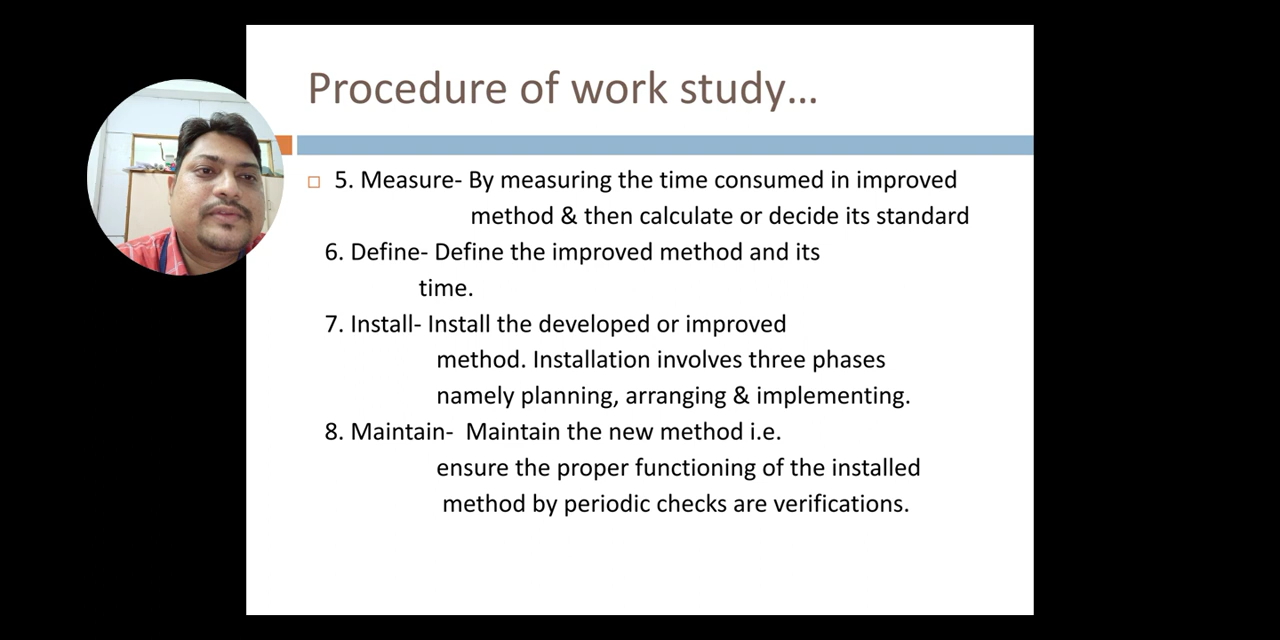 Procedure of work study...
5. Measure- By measuring the time consumed in improved
method & then calculate or decide its standard
6. Define- Define the improved method and its
time.
7. Install- Install the developed or improved
method. Installation involves three phases
namely planning, arranging & implementing.
8. Maintain- Maintain the new method i.e.
ensure the proper functioning of the installed
method by periodic checks are verifications.